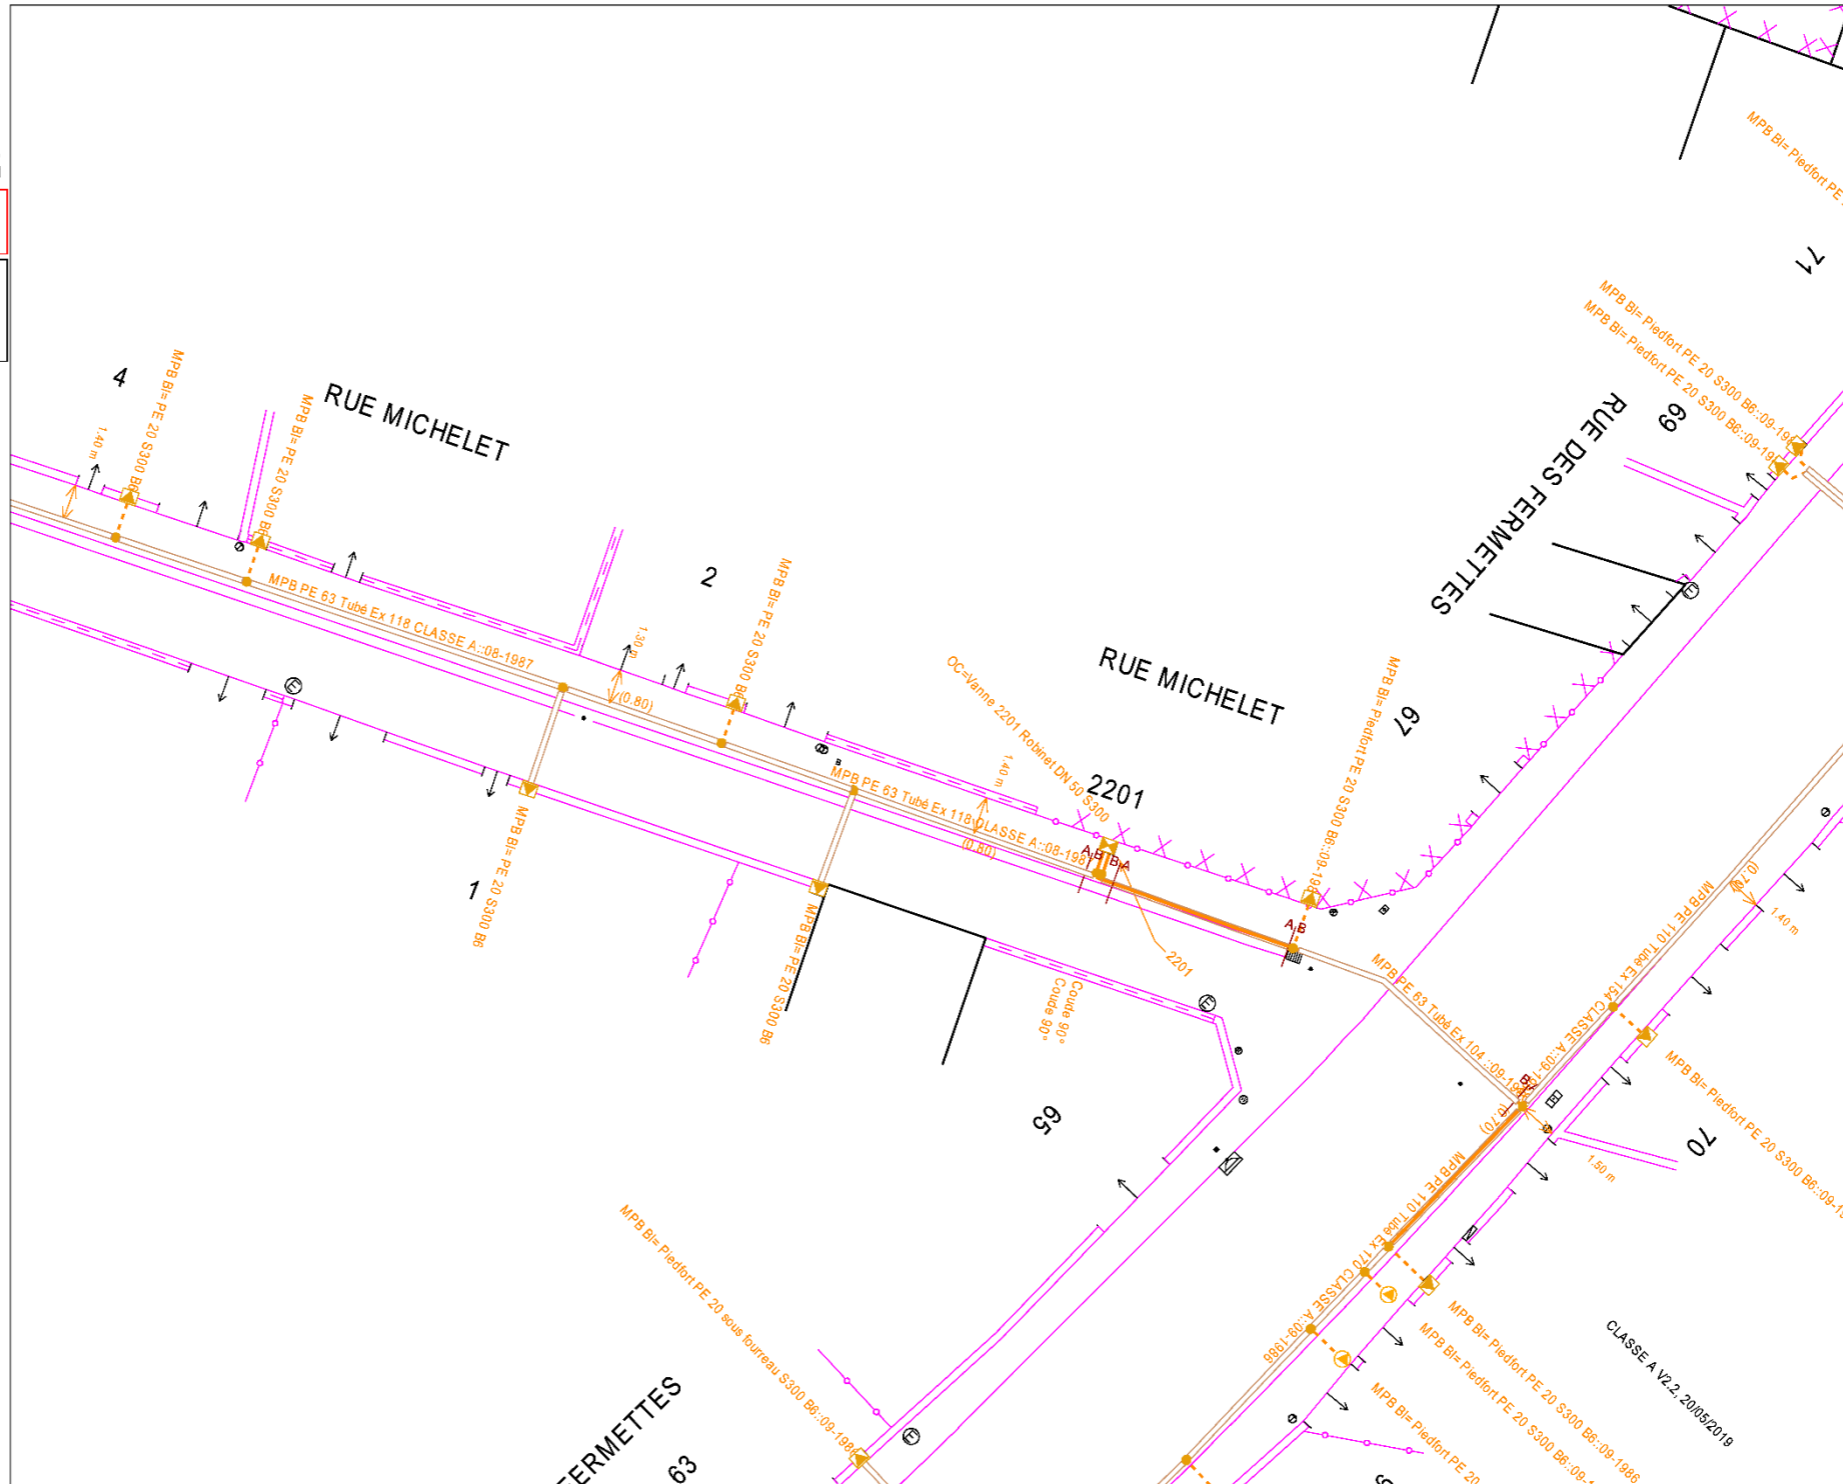 MPB BI= Piedfort PE
71
MPB BI= Piedfort PE 20 S300 B6::09-19
MPB BI= Piedfort PE 20 S300 B6::09-19
69
RUE DES FERMETTES
4
MPB BI= PE 20 S300 B6
1.40 m
RUE MICHELET
MPB BI= PE 20 S300 B6
MPB PE 63 Tubé Ex 118 CLASSE A::08-1987
2
MPB BI= PE 20 S300 B6
1.30 m
(0.80)
RUE MICHELET
OC=Vanne 2201 Robinet DN 50 S300
2201
67
MPB BI= Piedfort PE 20 S300 B6::09-198
1.40 m
MPB PE 63 Tubé Ex 118 CLASSE A::08-198
(0.80)
A B B A
A B
2201
1
MPB BI= PE 20 S300 B6
MPB BI= PE 20 S300 B6
Coude 90°
Coude 90°
E
E
E
E
65
MPB PE 63 Tubé Ex 104 ::09-198
MPB PE 110 Tubé Ex 154 CLASSE A::09-198
(0.70)
1.40 m
(0.70)
MPB BI= Piedfort PE 20 S300 B6::09-19
70
1.50 m
MPB PE 110 Tubé Ex 170 CLASSE A::09-1986
MPB BI= Piedfort PE 20 sous fourreau S300 B6::09-1986
MPB BI= Piedfort PE 20 S300 B6::09-1986
MPB BI= Piedfort PE 20 S300 B6::09-
MPB BI= Piedfort PE 20
CLASSE A V2.2, 20/05/2019
FERMETTES
63